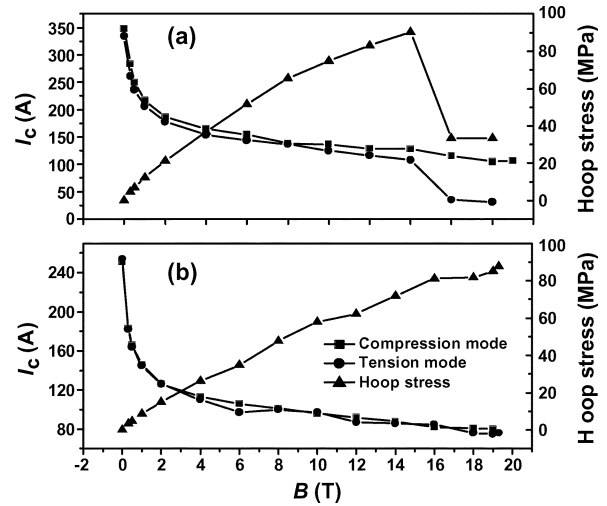 (a)
350
300
250
200
150
100
50
0
Ic (A)
100
80
60
40
20
0
Hoop stress (MPa)
(b)
240
200
160
120
80
Ic (A)
100
80
60
40
20
0
H oop stress (MPa)
Compression mode
Tension mode
Hoop stress
-2 0 2 4 6 8 10 12 14 16 18 20
B (T)